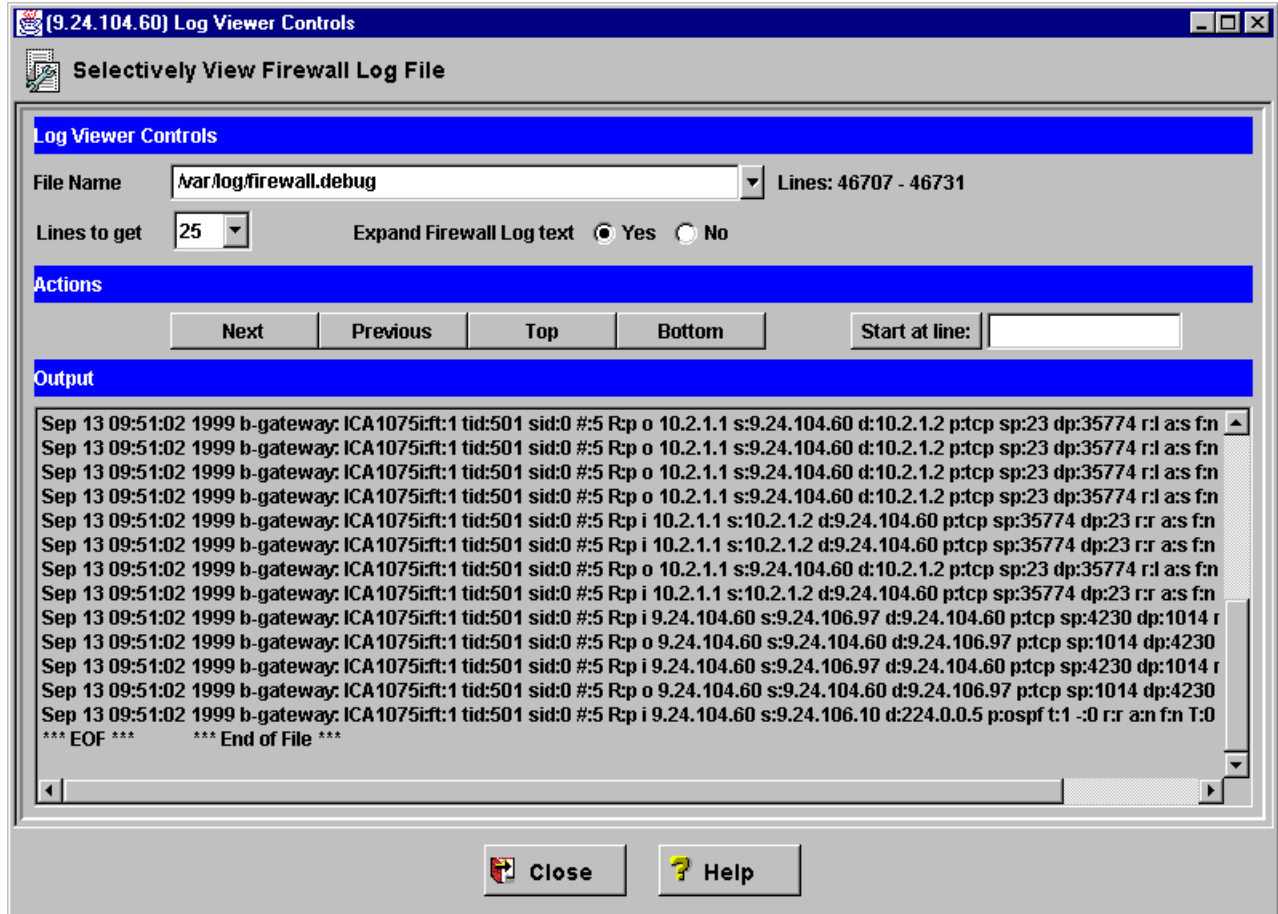 (9.24.104.60) Log Viewer Controls
Selectively View Firewall Log File
Log Viewer Controls
File Name /var/log/firewall.debug Lines: 46707 - 46731
Lines to get 25 Expand Firewall Log text Yes No
Actions
Next Previous Top Bottom Start at line:
Output
Sep 13 09:51:02 1999 b-gateway: ICA1075i:ft:1 tid:501 sid:0 #:5 R:p o 10.2.1.1 s:9.24.104.60 d:10.2.1.2 p:tcp sp:23 dp:35774 r:l a:s f:n
Sep 13 09:51:02 1999 b-gateway: ICA1075i:ft:1 tid:501 sid:0 #:5 R:p o 10.2.1.1 s:9.24.104.60 d:10.2.1.2 p:tcp sp:23 dp:35774 r:l a:s f:n
Sep 13 09:51:02 1999 b-gateway: ICA1075i:ft:1 tid:501 sid:0 #:5 R:p o 10.2.1.1 s:9.24.104.60 d:10.2.1.2 p:tcp sp:23 dp:35774 r:l a:s f:n
Sep 13 09:51:02 1999 b-gateway: ICA1075i:ft:1 tid:501 sid:0 #:5 R:p o 10.2.1.1 s:9.24.104.60 d:10.2.1.2 p:tcp sp:23 dp:35774 r:l a:s f:n
Sep 13 09:51:02 1999 b-gateway: ICA1075i:ft:1 tid:501 sid:0 #:5 R:p i 10.2.1.1 s:10.2.1.2 d:9.24.104.60 p:tcp sp:35774 dp:23 r:r a:s f:n
Sep 13 09:51:02 1999 b-gateway: ICA1075i:ft:1 tid:501 sid:0 #:5 R:p i 10.2.1.1 s:10.2.1.2 d:9.24.104.60 p:tcp sp:35774 dp:23 r:r a:s f:n
Sep 13 09:51:02 1999 b-gateway: ICA1075i:ft:1 tid:501 sid:0 #:5 R:p o 10.2.1.1 s:9.24.104.60 d:10.2.1.2 p:tcp sp:23 dp:35774 r:l a:s f:n
Sep 13 09:51:02 1999 b-gateway: ICA1075i:ft:1 tid:501 sid:0 #:5 R:p i 10.2.1.1 s:10.2.1.2 d:9.24.104.60 p:tcp sp:35774 dp:23 r:r a:s f:n
Sep 13 09:51:02 1999 b-gateway: ICA1075i:ft:1 tid:501 sid:0 #:5 R:p i 9.24.104.60 s:9.24.106.97 d:9.24.104.60 p:tcp sp:4230 dp:1014 r
Sep 13 09:51:02 1999 b-gateway: ICA1075i:ft:1 tid:501 sid:0 #:5 R:p o 9.24.104.60 s:9.24.104.60 d:9.24.106.97 p:tcp sp:1014 dp:4230
Sep 13 09:51:02 1999 b-gateway: ICA1075i:ft:1 tid:501 sid:0 #:5 R:p i 9.24.104.60 s:9.24.106.97 d:9.24.104.60 p:tcp sp:4230 dp:1014 r
Sep 13 09:51:02 1999 b-gateway: ICA1075i:ft:1 tid:501 sid:0 #:5 R:p o 9.24.104.60 s:9.24.104.60 d:9.24.106.97 p:tcp sp:1014 dp:4230
Sep 13 09:51:02 1999 b-gateway: ICA1075i:ft:1 tid:501 sid:0 #:5 R:p i 9.24.104.60 s:9.24.106.10 d:224.0.0.5 p:ospf t:1 -:0 r:r a:n f:n T:0
*** EOF *** *** End of File ***
Close Help